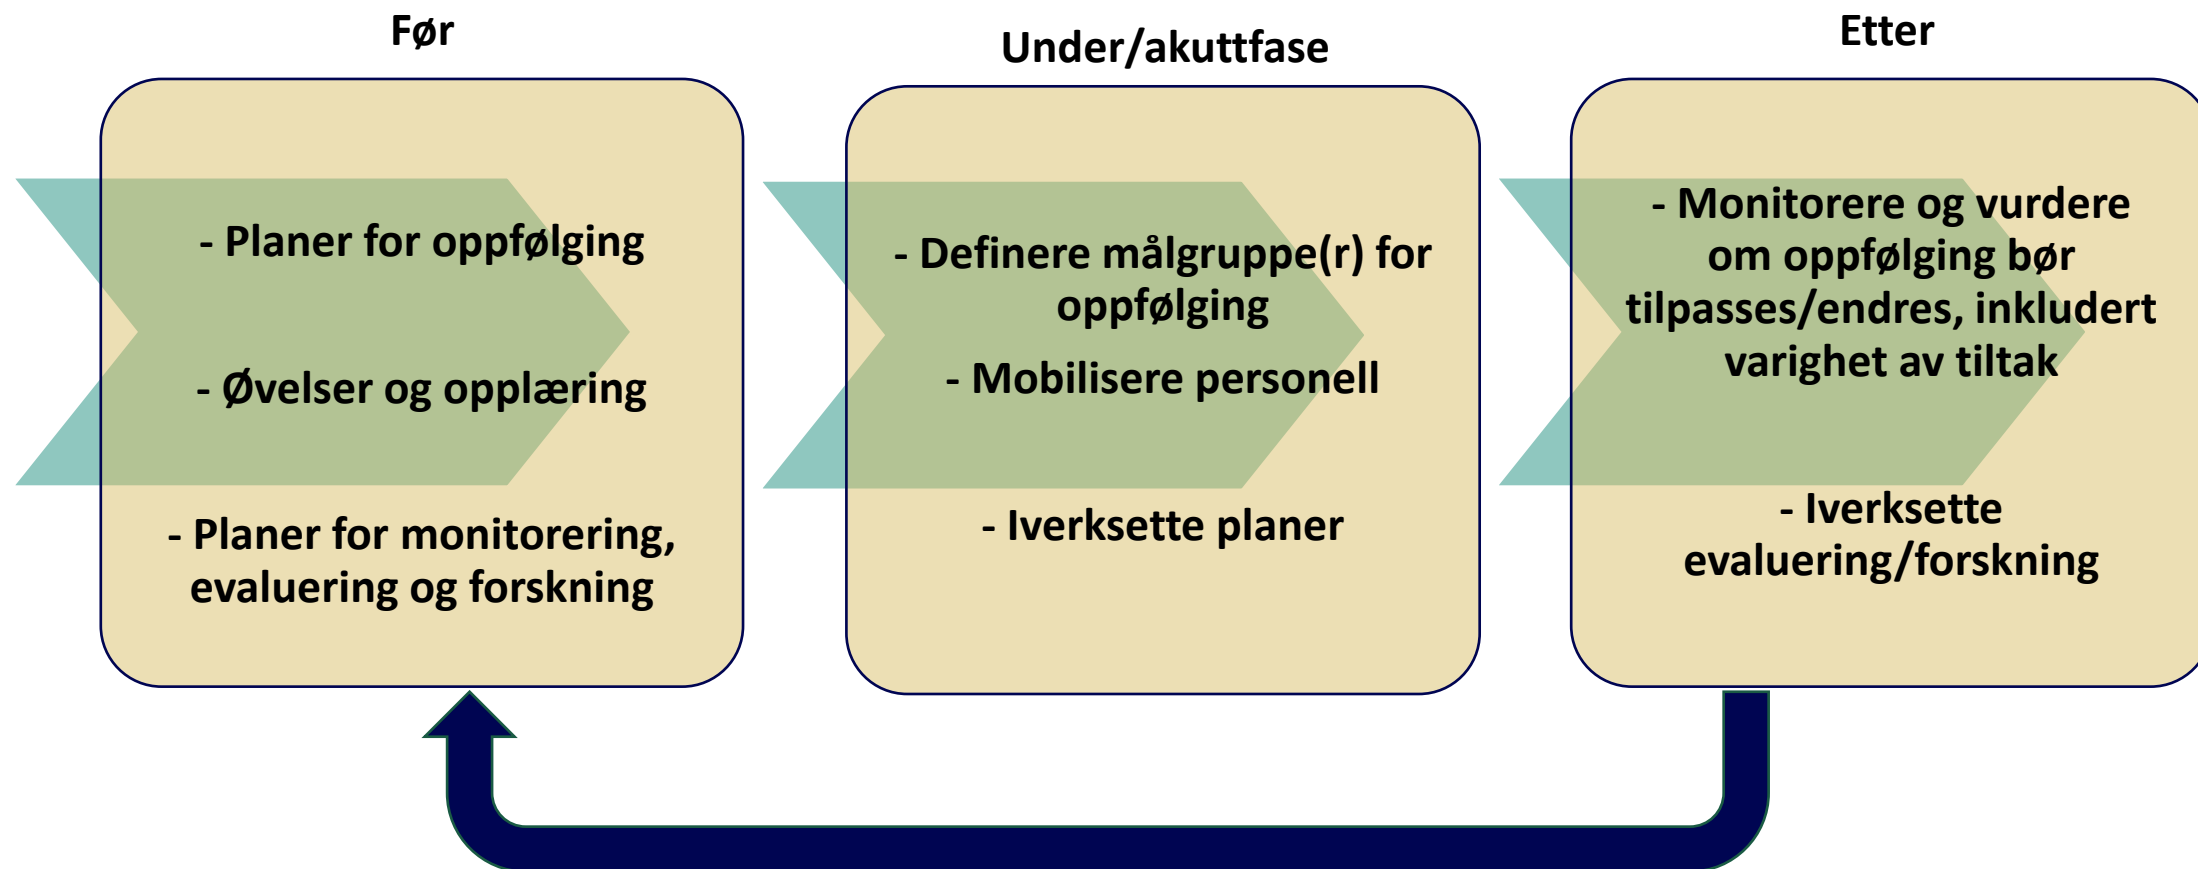 Før
- Planer for oppfølging
- Øvelser og opplæring
- Planer for monitorering,
evaluering og forskning
Under/akuttfase
- Definere målgruppe(r) for
oppfølging
- Mobilisere personell
- Iverksette planer
Etter
- Monitorere og vurdere
om oppfølging bør
tilpasses/endres, inkludert
varighet av tiltak
- Iverksette
evaluering/forskning